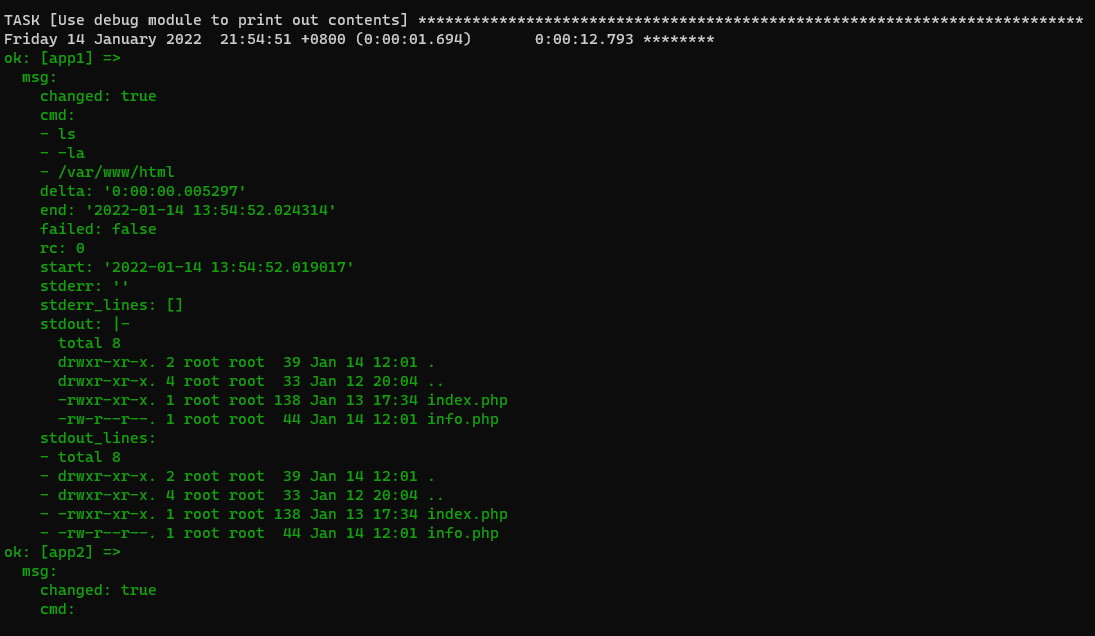 TASK [Use debug module to print out contents] **************************************************************************
Friday 14 January 2022  21:54:51 +0800 (0:00:01.694)       0:00:12.793 ********
ok: [app1] =>
  msg:
    changed: true
    cmd:
    - ls
    - -la
    - /var/www/html
    delta: '0:00:00.005297'
    end: '2022-01-14 13:54:52.024314'
    failed: false
    rc: 0
    start: '2022-01-14 13:54:52.019017'
    stderr: ''
    stderr_lines: []
    stdout: |-
      total 8
      drwxr-xr-x. 2 root root  39 Jan 14 12:01 .
      drwxr-xr-x. 4 root root  33 Jan 12 20:04 ..
      -rwxr-xr-x. 1 root root 138 Jan 13 17:34 index.php
      -rw-r--r--. 1 root root  44 Jan 14 12:01 info.php
    stdout_lines:
    - total 8
    - drwxr-xr-x. 2 root root  39 Jan 14 12:01 .
    - drwxr-xr-x. 4 root root  33 Jan 12 20:04 ..
    - -rwxr-xr-x. 1 root root 138 Jan 13 17:34 index.php
    - -rw-r--r--. 1 root root  44 Jan 14 12:01 info.php
ok: [app2] =>
  msg:
    changed: true
    cmd: